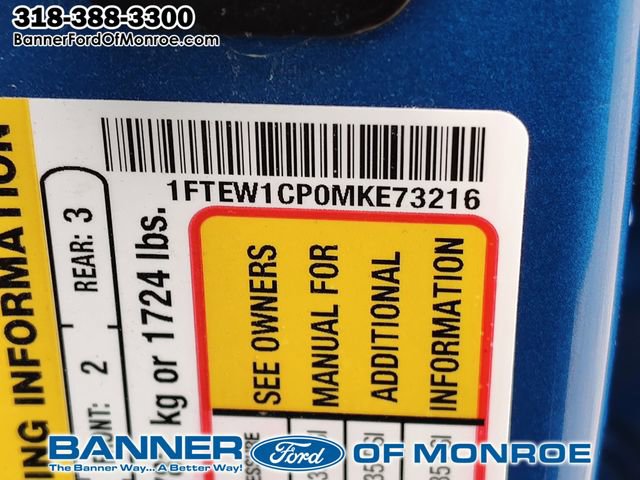 318-388-3300
BannerFordOfMonroe.com
1FTEW1CP0MKE73216
ING INFORMATION
REAR: 3
2
kg or 1724 lbs.
SEE OWNERS
MANUAL FOR
ADDITIONAL
INFORMATION
BANNER Ford OF MONROE
The Banner Way... A Better Way!